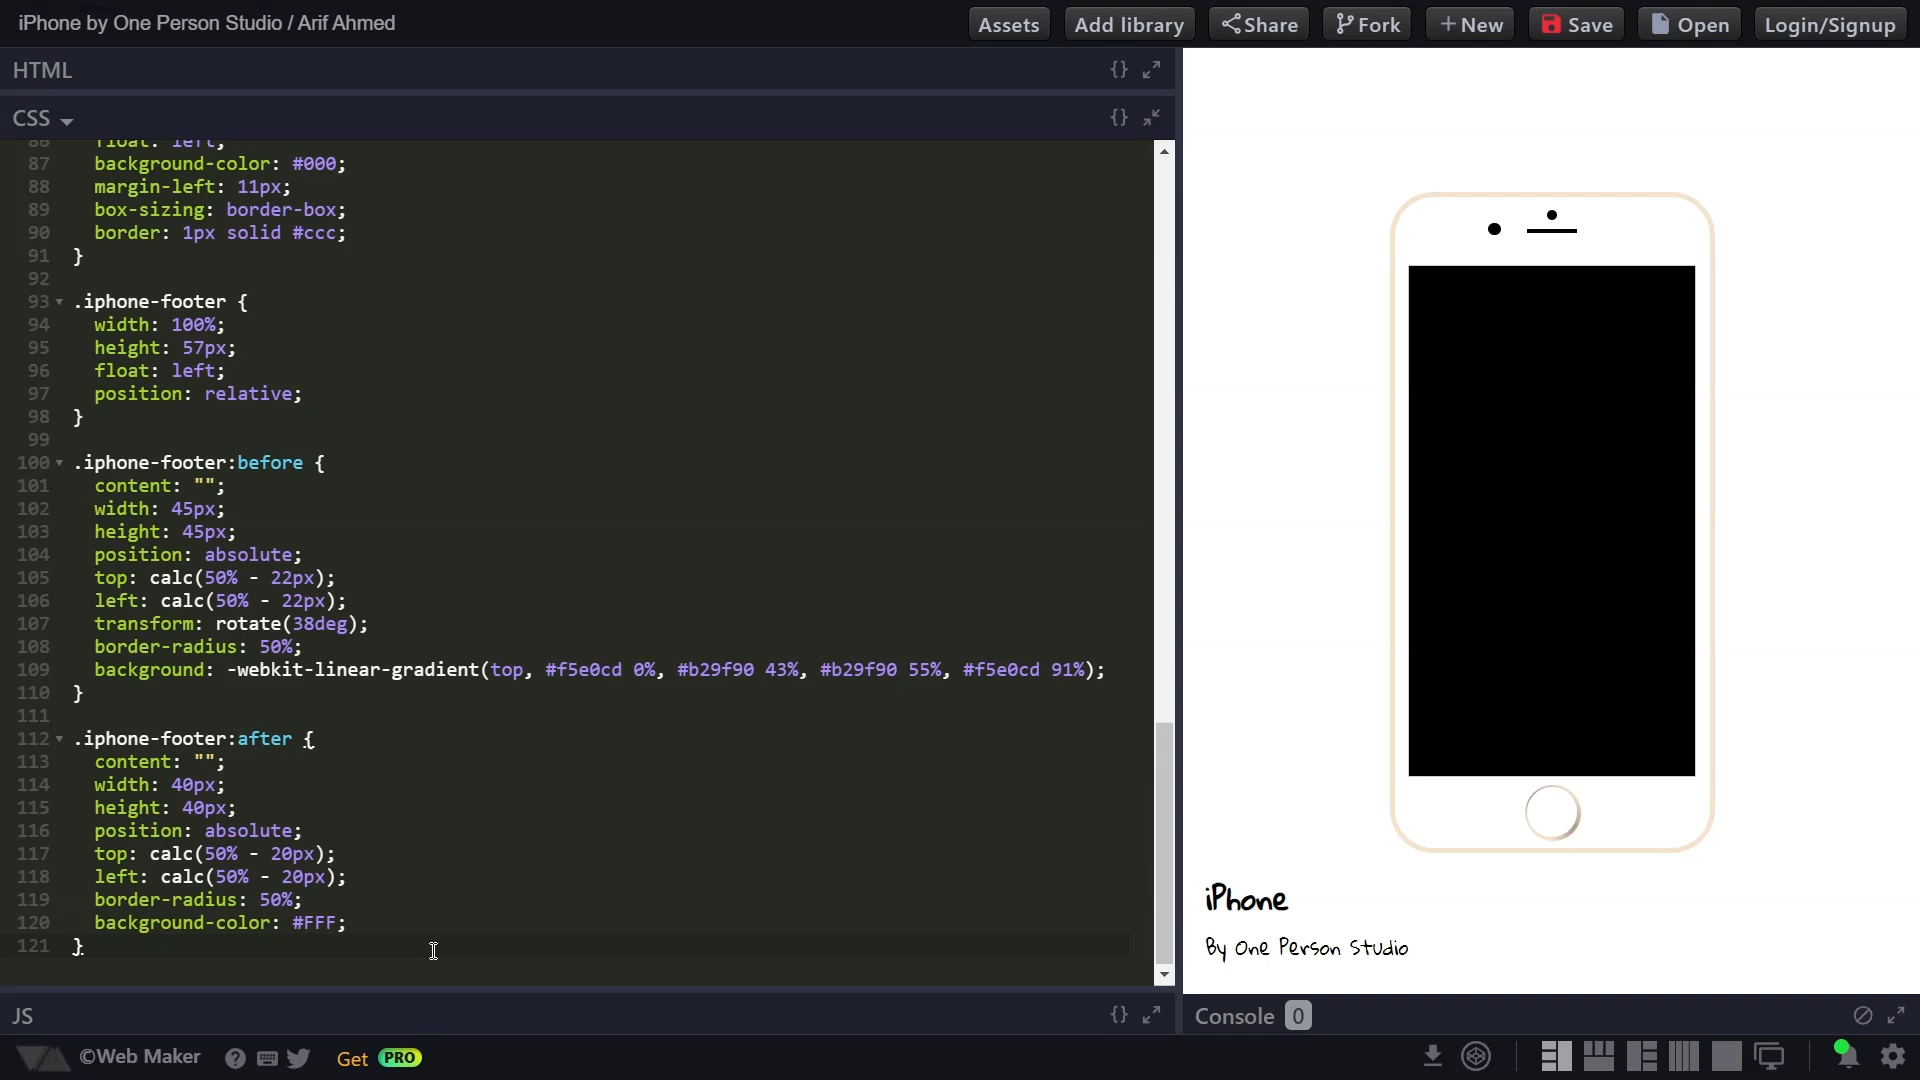 iPhone by One Person Studio / Arif Ahmed
Assets
Add library
Share
Fork
+ New
Save
Open
Login/Signup
HTML
{}
CSS
{}
86 float: left;
87 background-color: #000;
88 margin-left: 11px;
89 box-sizing: border-box;
90 border: 1px solid #ccc;
91 }
92
93 .iphone-footer {
94 width: 100%;
95 height: 57px;
96 float: left;
97 position: relative;
98 }
99
100 .iphone-footer:before {
101 content: "";
102 width: 45px;
103 height: 45px;
104 position: absolute;
105 top: calc(50% - 22px);
106 left: calc(50% - 22px);
107 transform: rotate(38deg);
108 border-radius: 50%;
109 background: -webkit-linear-gradient(top, #f5e0cd 0%, #b29f90 43%, #b29f90 55%, #f5e0cd 91%);
110 }
111
112 .iphone-footer:after {
113 content: "";
114 width: 40px;
115 height: 40px;
116 position: absolute;
117 top: calc(50% - 20px);
118 left: calc(50% - 20px);
119 border-radius: 50%;
120 background-color: #FFF;
121 }
JS
{}
iPhone
By One Person Studio
Console 0
©Web Maker
?
Get PRO